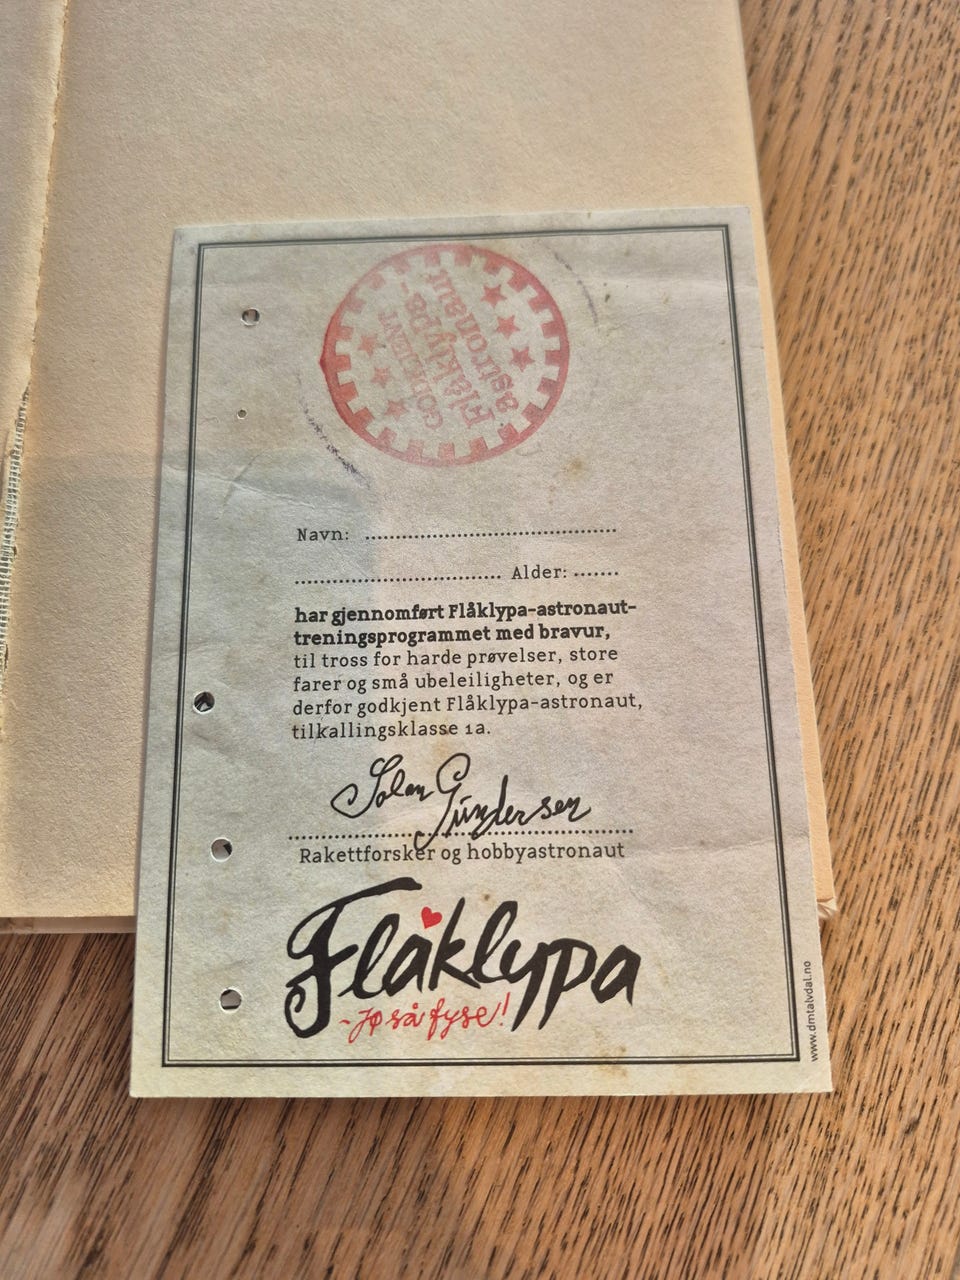 GODKJENT
Flåklypa-
astronaut
Navn: ........................................
................................. Alder: .......
har gjennomført Flåklypa-astronaut-
treningsprogrammet med bravur,
til tross for harde prøvelser, store
farer og små ubeleiligheter, og er
derfor godkjent Flåklypa-astronaut,
tilkallingsklasse 1a.
Solan Gundersen
Rakettforsker og hobbyastronaut
Flåklypa
- jø så fyse!
www.dmtalvdal.no